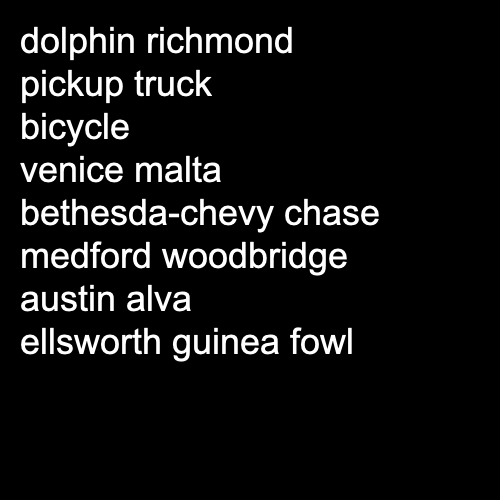 dolphin richmond
pickup truck
bicycle
venice malta
bethesda-chevy chase
medford woodbridge
austin alva
ellsworth guinea fowl